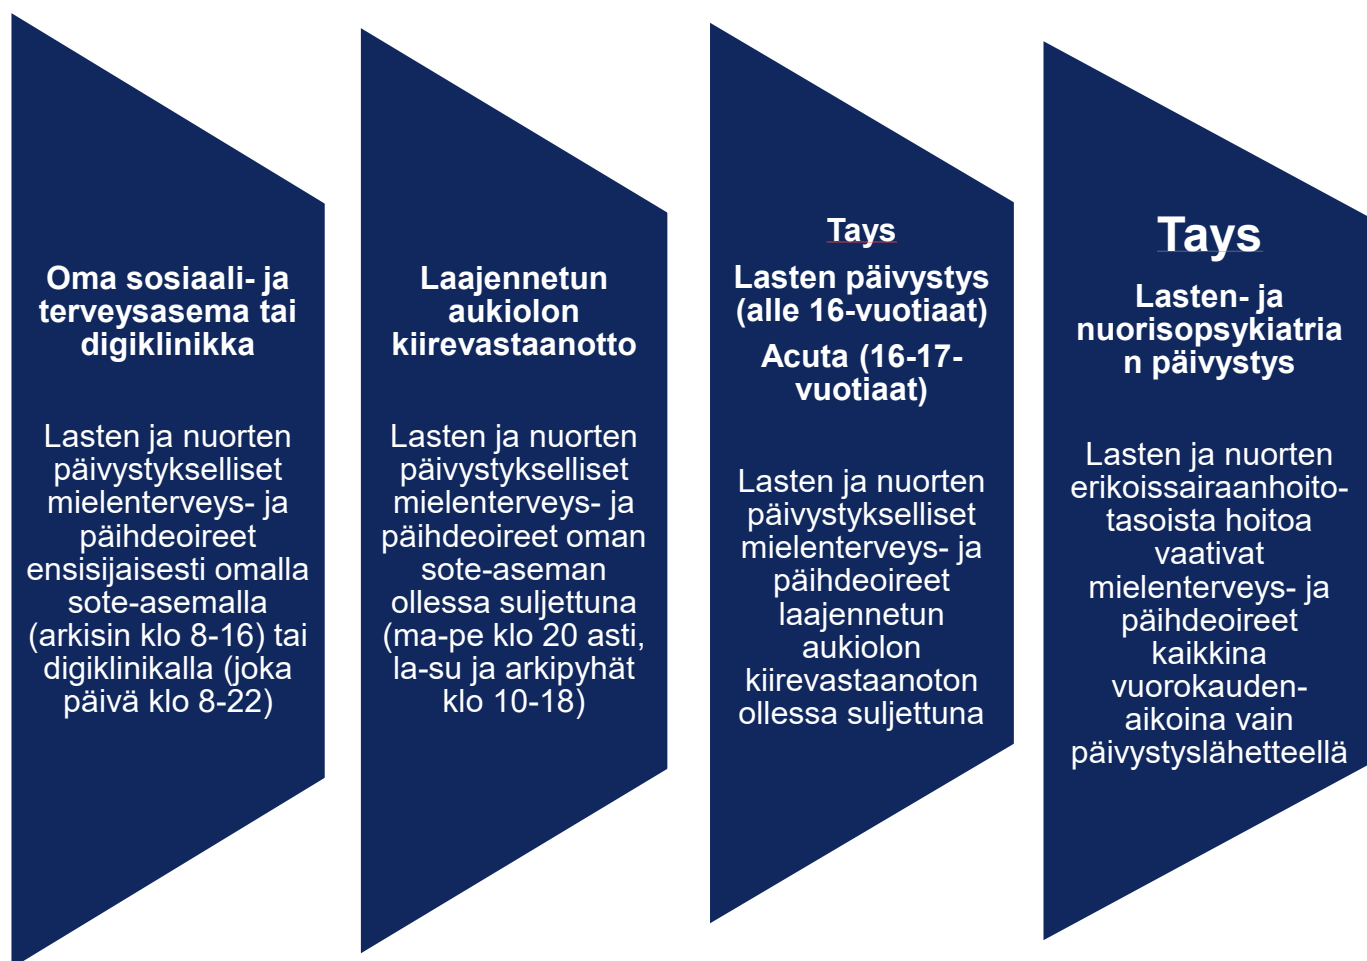 Oma sosiaali- ja
terveysasema tai
digiklinikka
Lasten ja nuorten
päivystykselliset
mielenterveys- ja
päihdeoireet
ensisijaisesti omalla
sote-asemalla
(arkisin klo 8-16) tai
digiklinikalla (joka
päivä klo 8-22)
Laajennetun
aukiolon
kiirevastaanotto
Lasten ja nuorten
päivystykselliset
mielenterveys- ja
päihdeoireet oman
sote-aseman
ollessa suljettuna
(ma-pe klo 20 asti,
la-su ja arkipyhät
klo 10-18)
Tays
Lasten päivystys
(alle 16-vuotiaat)
Acuta (16-17-
vuotiaat)
Lasten ja nuorten
päivystykselliset
mielenterveys- ja
päihdeoireet
laajennetun
aukiolon
kiirevastaanoton
ollessa suljettuna
Tays
Lasten- ja
nuorisopsykiatria
n päivystys
Lasten ja nuorten
erikoissairaanhoito-
tasoista hoitoa
vaativat
mielenterveys- ja
päihdeoireet
kaikkina
vuorokauden-
aikoina vain
päivystyslähetteellä